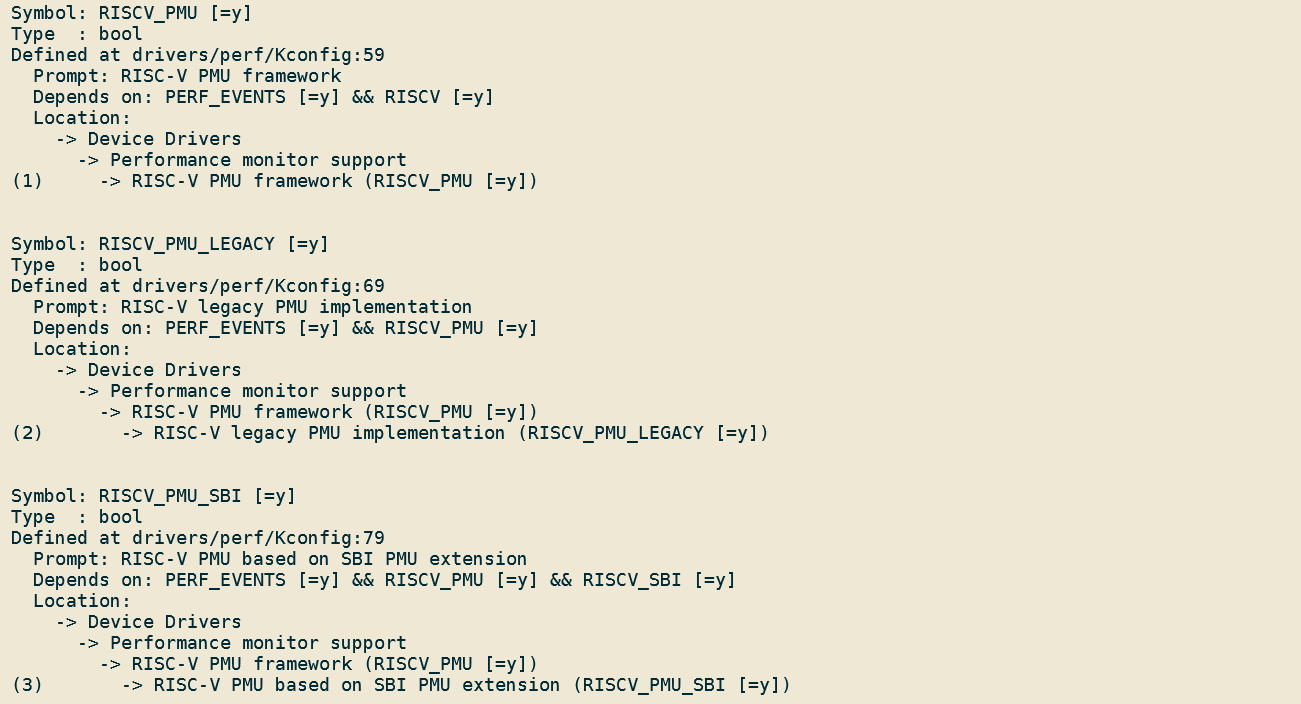 Symbol: RISCV_PMU [=y]
Type  : bool
Defined at drivers/perf/Kconfig:59
  Prompt: RISC-V PMU framework
  Depends on: PERF_EVENTS [=y] && RISCV [=y]
  Location:
    -> Device Drivers
      -> Performance monitor support
(1)     -> RISC-V PMU framework (RISCV_PMU [=y])
Symbol: RISCV_PMU_LEGACY [=y]
Type  : bool
Defined at drivers/perf/Kconfig:69
  Prompt: RISC-V legacy PMU implementation
  Depends on: PERF_EVENTS [=y] && RISCV_PMU [=y]
  Location:
    -> Device Drivers
      -> Performance monitor support
        -> RISC-V PMU framework (RISCV_PMU [=y])
(2)       -> RISC-V legacy PMU implementation (RISCV_PMU_LEGACY [=y])
Symbol: RISCV_PMU_SBI [=y]
Type  : bool
Defined at drivers/perf/Kconfig:79
  Prompt: RISC-V PMU based on SBI PMU extension
  Depends on: PERF_EVENTS [=y] && RISCV_PMU [=y] && RISCV_SBI [=y]
  Location:
    -> Device Drivers
      -> Performance monitor support
        -> RISC-V PMU framework (RISCV_PMU [=y])
(3)       -> RISC-V PMU based on SBI PMU extension (RISCV_PMU_SBI [=y])